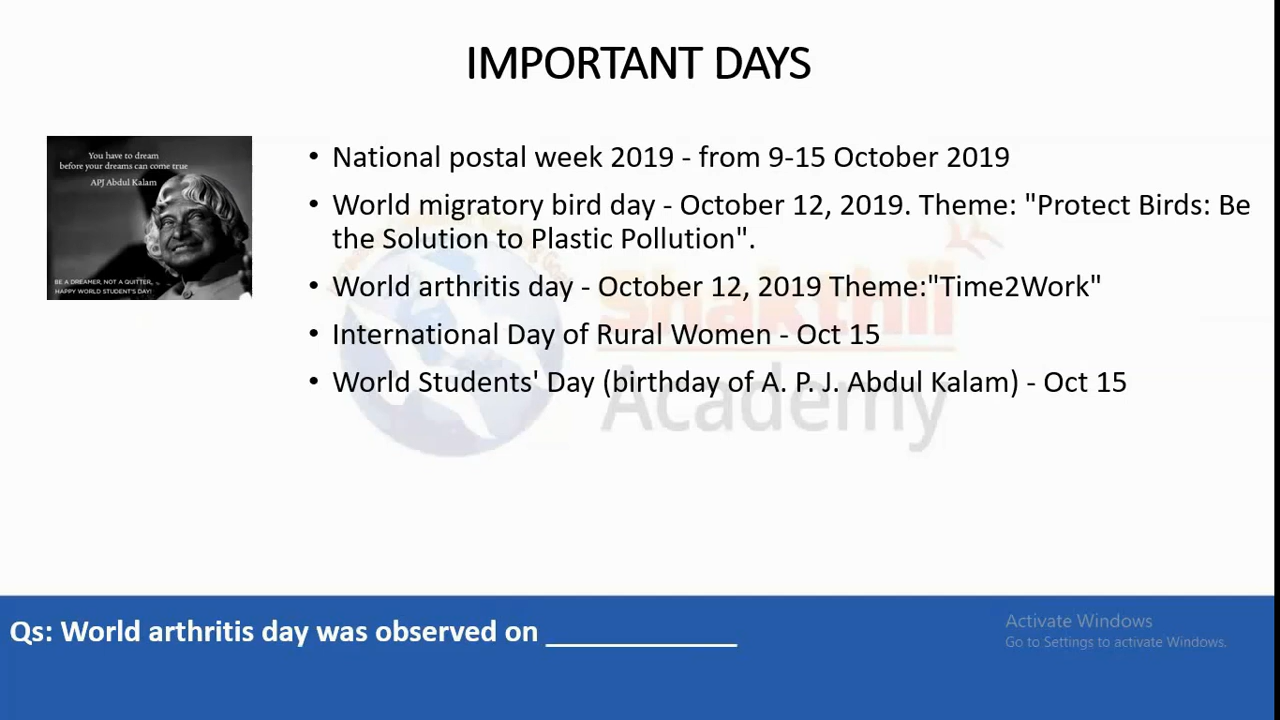 IMPORTANT DAYS
You have to dream
before your dreams can come true
APJ Abdul Kalam
BE A DREAMER, NOT A QUITTER,
HAPPY WORLD STUDENT'S DAY!
• National postal week 2019 - from 9-15 October 2019
• World migratory bird day - October 12, 2019. Theme: "Protect Birds: Be
the Solution to Plastic Pollution".
• World arthritis day - October 12, 2019 Theme:"Time2Work"
• International Day of Rural Women - Oct 15
• World Students' Day (birthday of A. P. J. Abdul Kalam) - Oct 15
Shakthii
Academy
Qs: World arthritis day was observed on _____________
Activate Windows
Go to Settings to activate Windows.